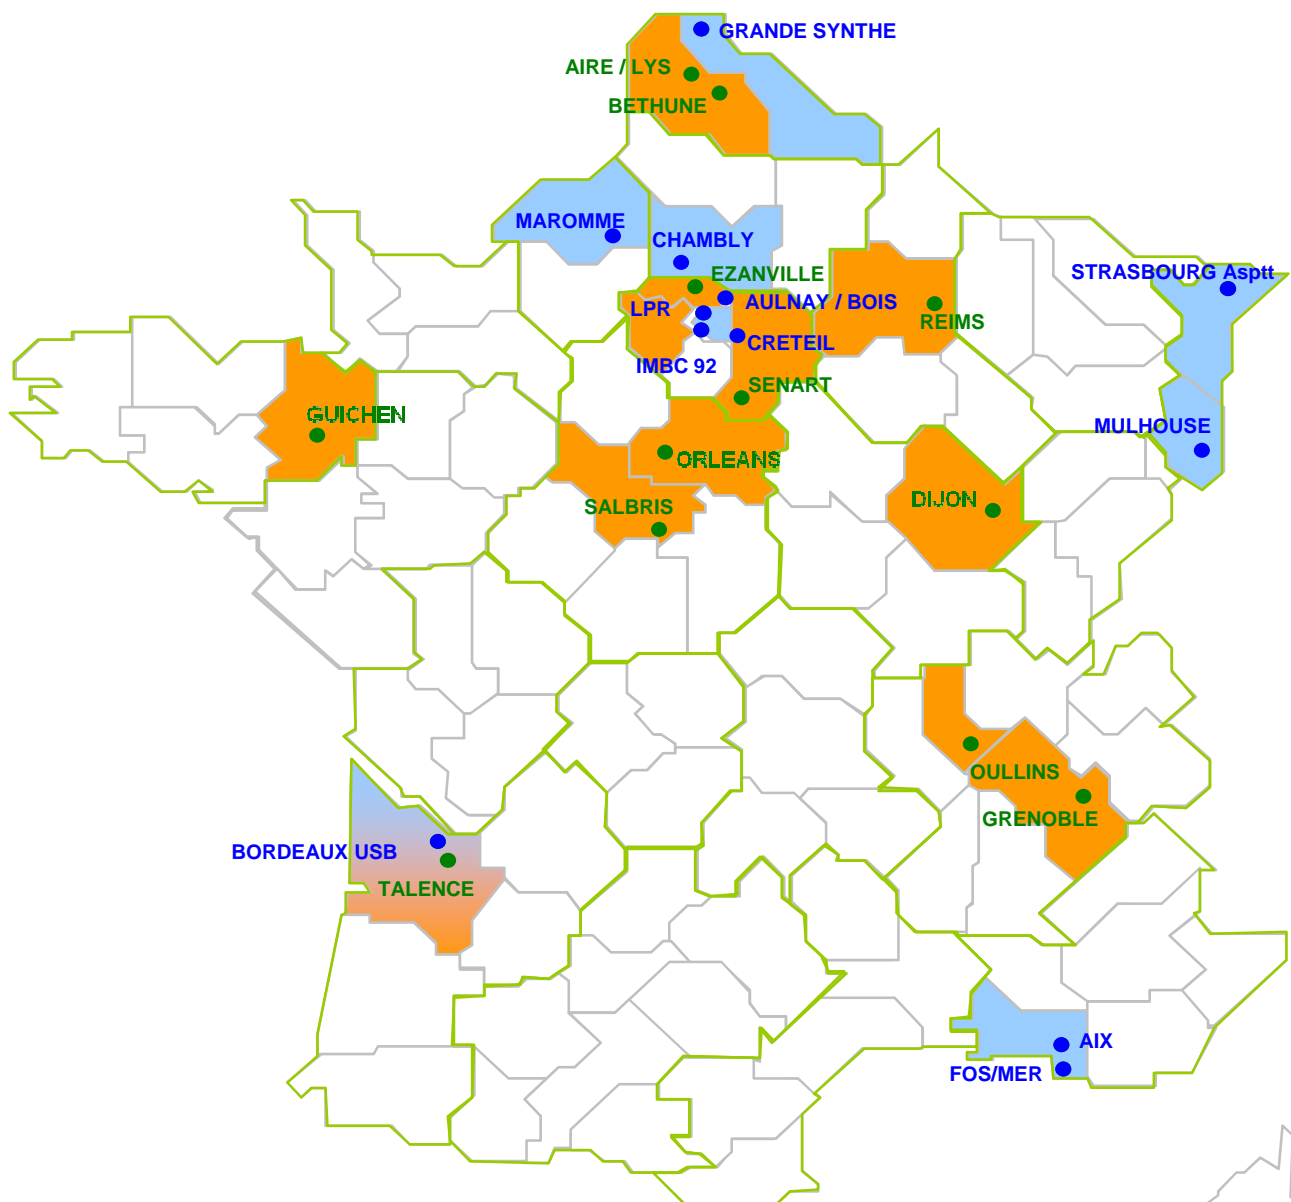 GRANDE SYNTHE
AIRE / LYS
BETHUNE
MAROMME
CHAMBLY
EZANVILLE
STRASBOURG Asptt
LPR
AULNAY / BOIS
REIMS
CRETEIL
IMBC 92
SENART
GUICHEN
MULHOUSE
ORLEANS
DIJON
SALBRIS
OULLINS
GRENOBLE
BORDEAUX USB
TALENCE
AIX
FOS/MER